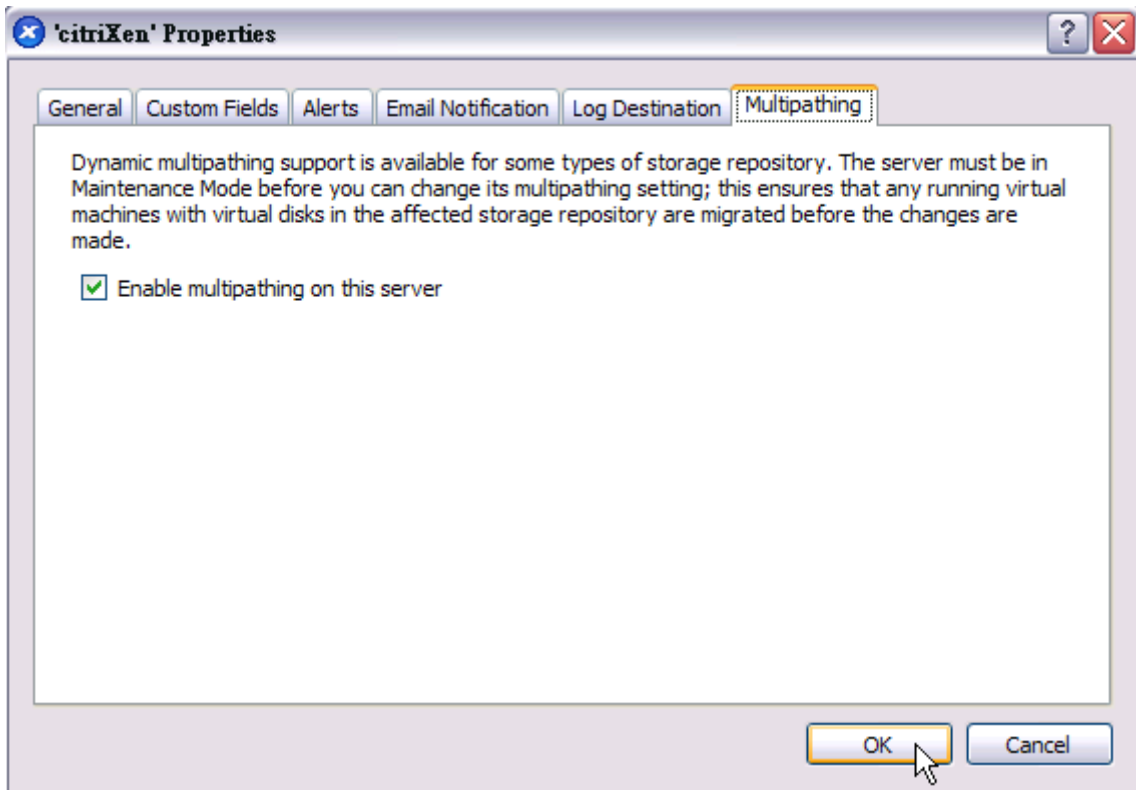 'citriXen' Properties
General Custom Fields Alerts Email Notification Log Destination Multipathing
Dynamic multipathing support is available for some types of storage repository. The server must be in
Maintenance Mode before you can change its multipathing setting; this ensures that any running virtual
machines with virtual disks in the affected storage repository are migrated before the changes are
made.
Enable multipathing on this server
OK Cancel